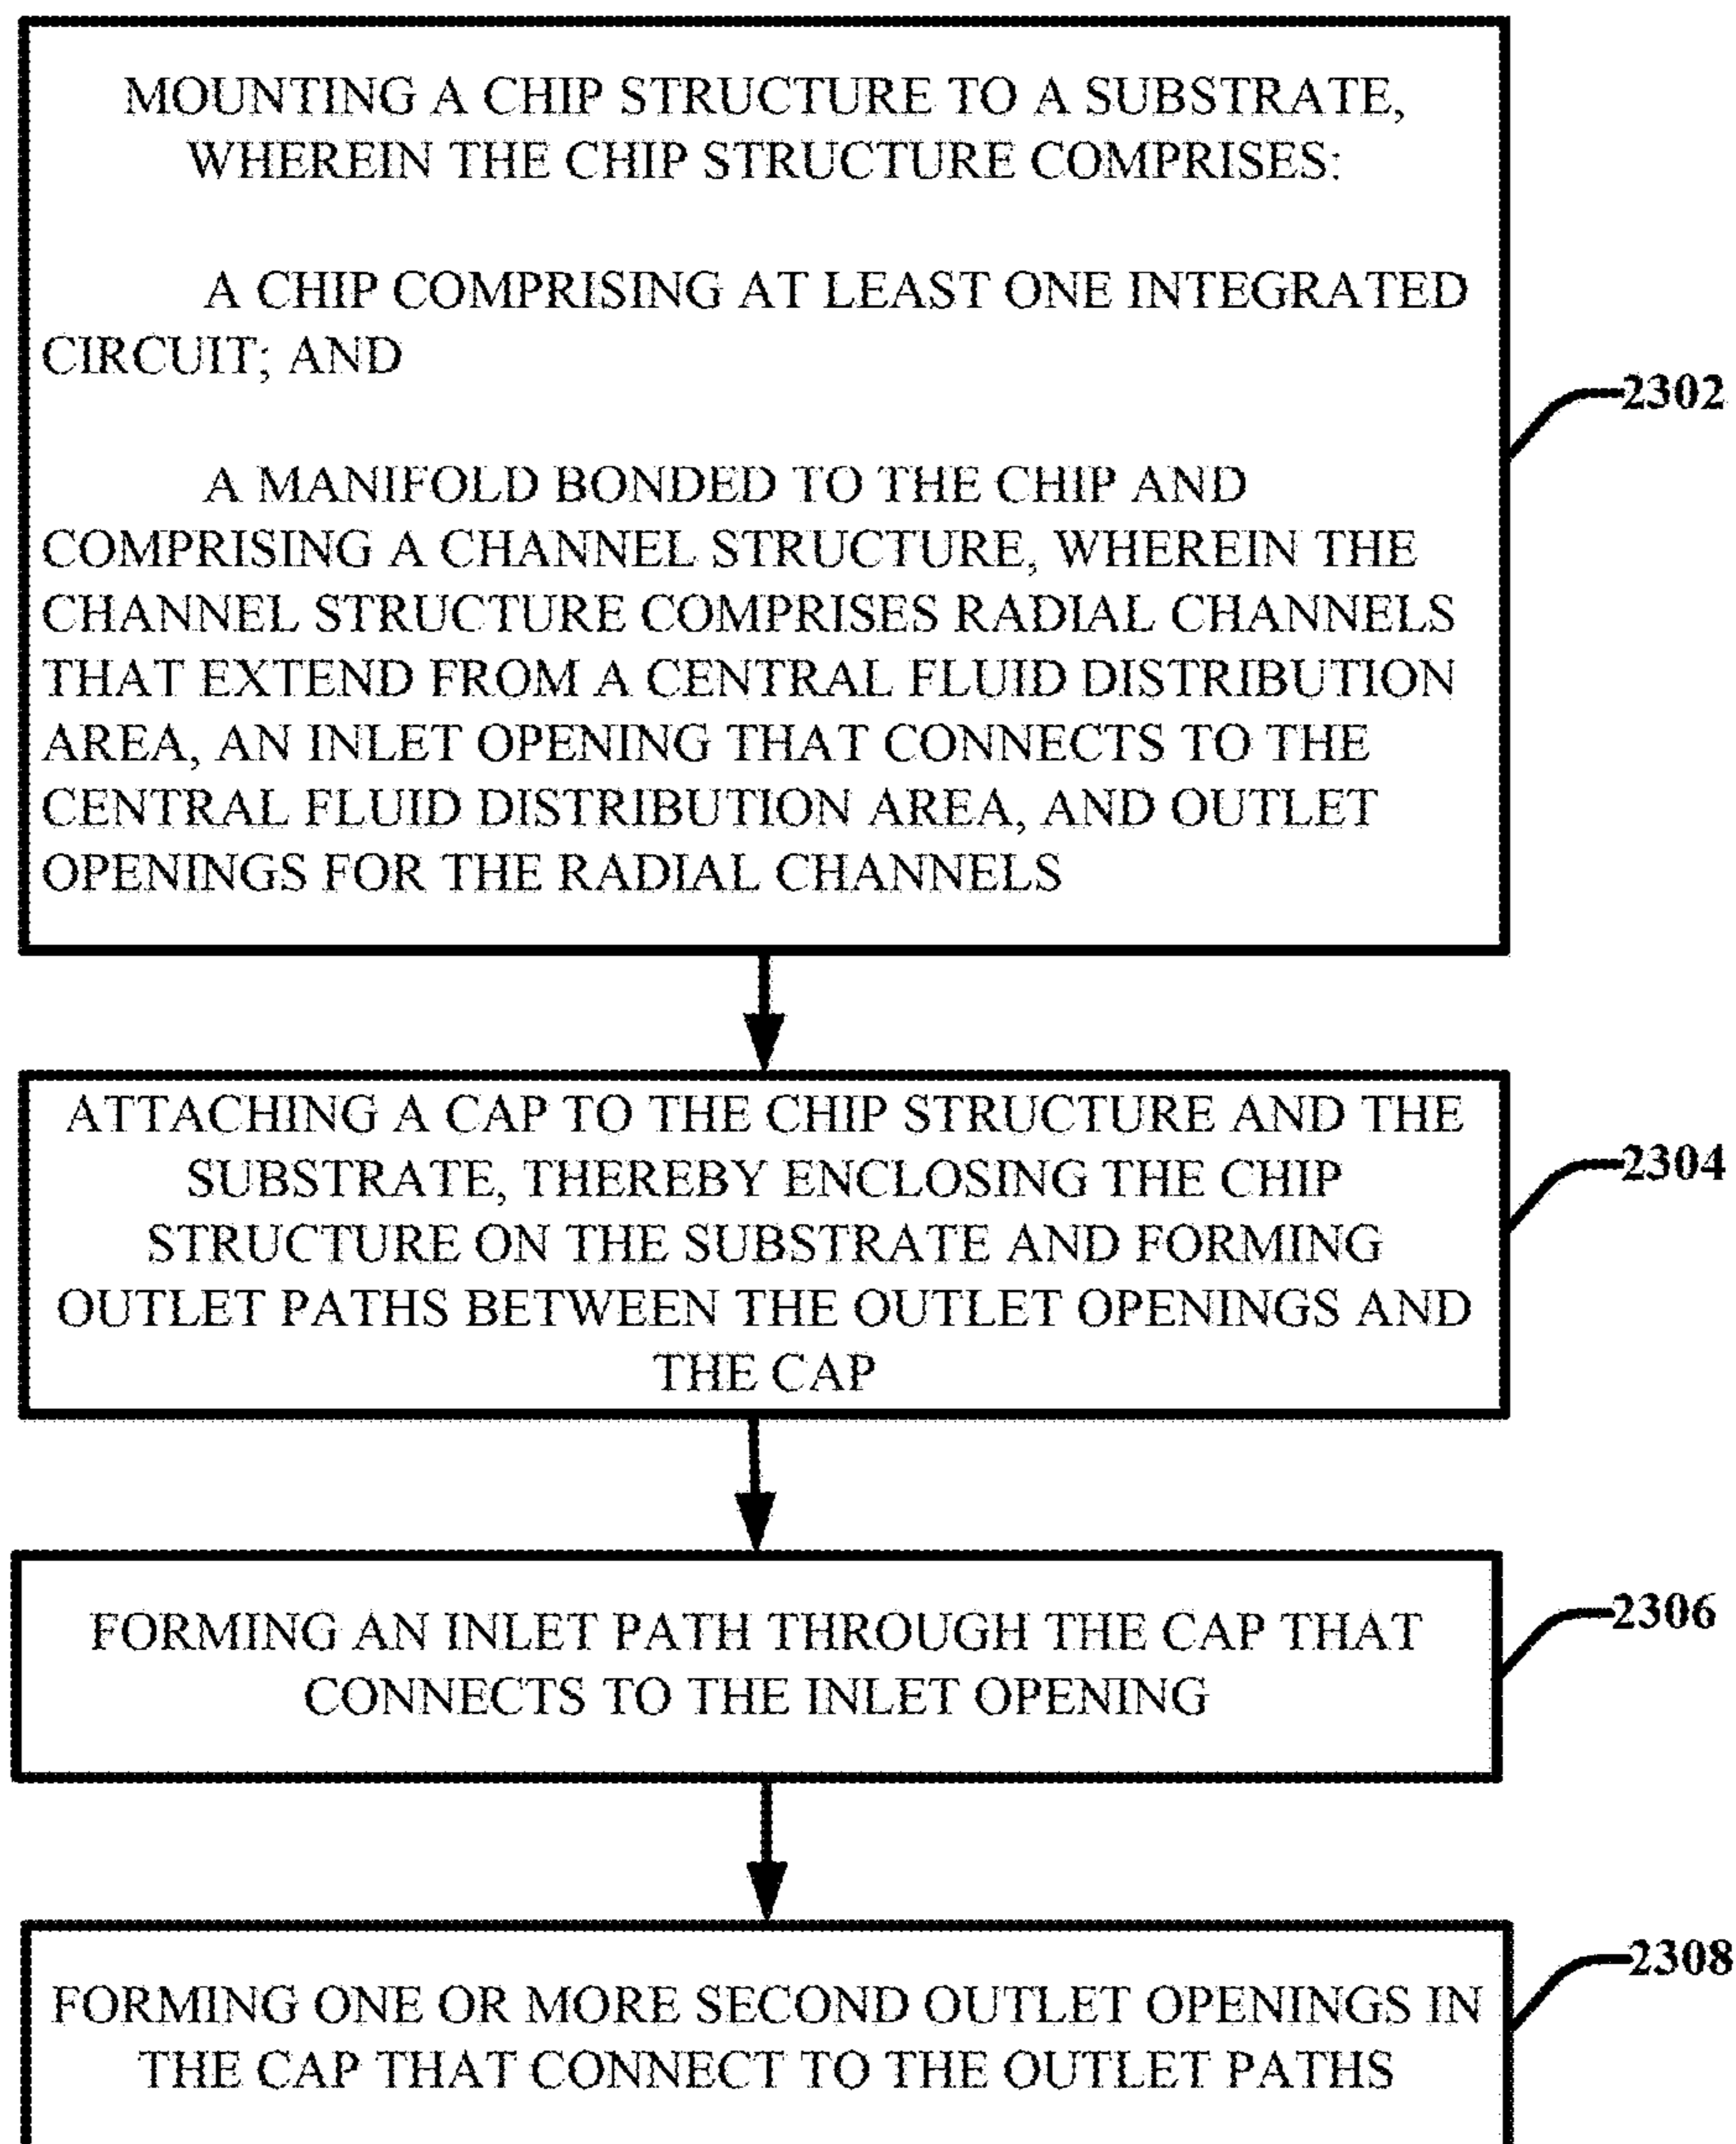 MOUNTING A CHIP STRUCTURE TO A SUBSTRATE,
WHEREIN THE CHIP STRUCTURE COMPRISES:
A CHIP COMPRISING AT LEAST ONE INTEGRATED
CIRCUIT; AND
2302
A MANIFOLD BONDED TO THE CHIP AND
COMPRISING A CHANNEL STRUCTURE, WHEREIN THE
CHANNEL STRUCTURE COMPRISES RADIAL CHANNELS
THAT EXTEND FROM A CENTRAL FLUID DISTRIBUTION
AREA, AN INLET OPENING THAT CONNECTS TO THE
CENTRAL FLUID DISTRIBUTION AREA, AND OUTLET
OPENINGS FOR THE RADIAL CHANNELS
ATTACHING A CAP TO THE CHIP STRUCTURE AND THE
SUBSTRATE, THEREBY ENCLOSING THE CHIP
STRUCTURE ON THE SUBSTRATE AND FORMING
OUTLET PATHS BETWEEN THE OUTLET OPENINGS AND
THE CAP
2304
FORMING AN INLET PATH THROUGH THE CAP THAT
CONNECTS TO THE INLET OPENING
2306
FORMING ONE OR MORE SECOND OUTLET OPENINGS IN
THE CAP THAT CONNECT TO THE OUTLET PATHS
2308